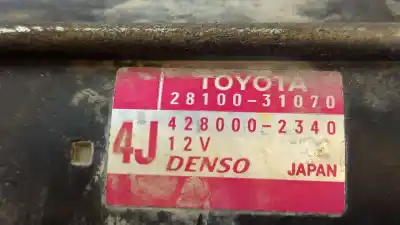 TOYOTA
28100-31070
4J 428000-2340
12V
DENSO JAPAN